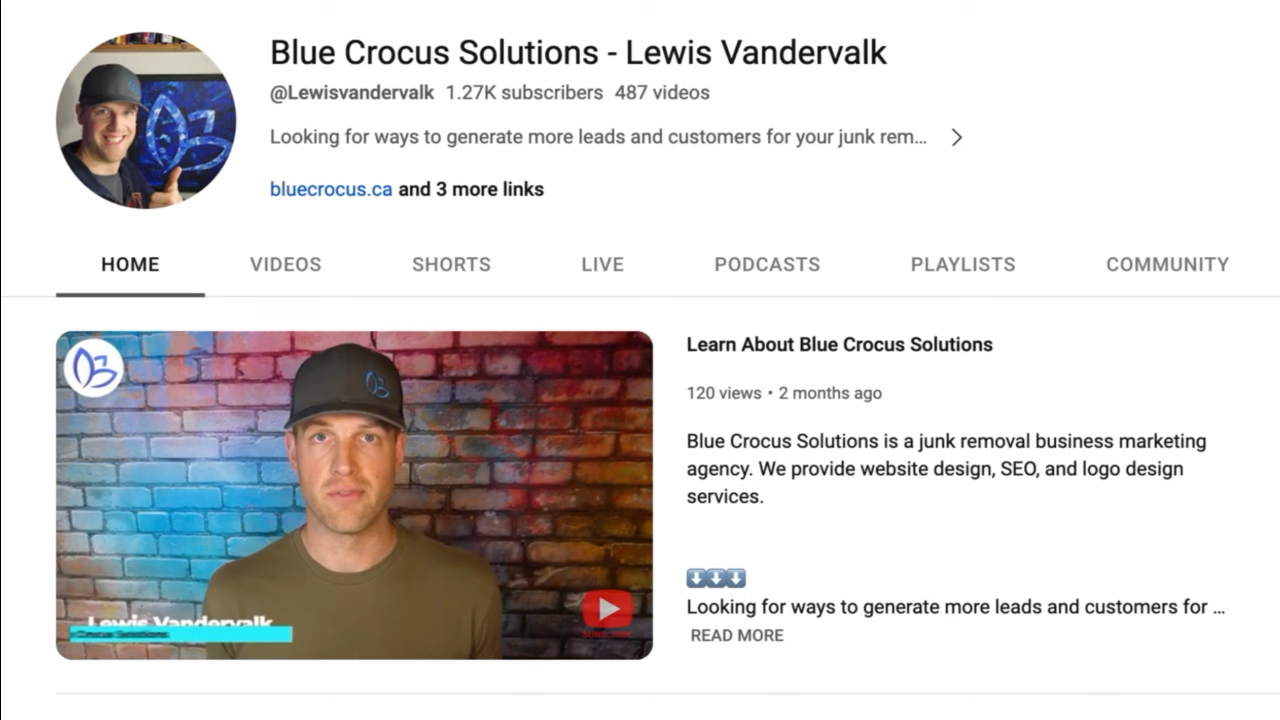 Blue Crocus Solutions - Lewis Vandervalk
@Lewisvandervalk 1.27K subscribers 487 videos
Looking for ways to generate more leads and customers for your junk rem...
bluecrocus.ca and 3 more links
HOME VIDEOS SHORTS LIVE PODCASTS PLAYLISTS COMMUNITY
Lewis Vandervalk
Crocus Solutions
SUBSCRIBE
Learn About Blue Crocus Solutions
120 views • 2 months ago
Blue Crocus Solutions is a junk removal business marketing
agency. We provide website design, SEO, and logo design
services.
⬇️⬇️⬇️
Looking for ways to generate more leads and customers for ...
READ MORE